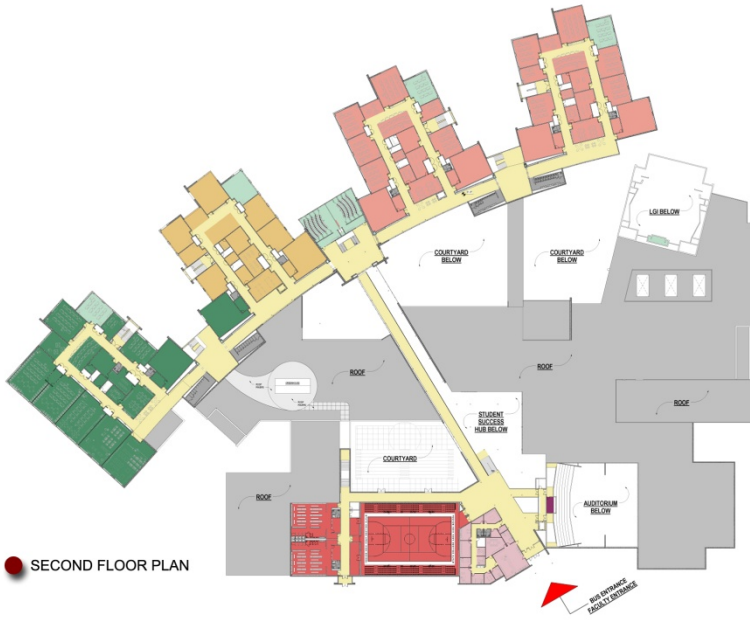 LGI BELOW
COURTYARD
BELOW
COURTYARD
BELOW
ROOF
ROOF
ROOF
STUDENT
SUCCESS
HUB BELOW
COURTYARD
ROOF
AUDITORIUM
BELOW
SECOND FLOOR PLAN
BUS ENTRANCE
FACULTY ENTRANCE